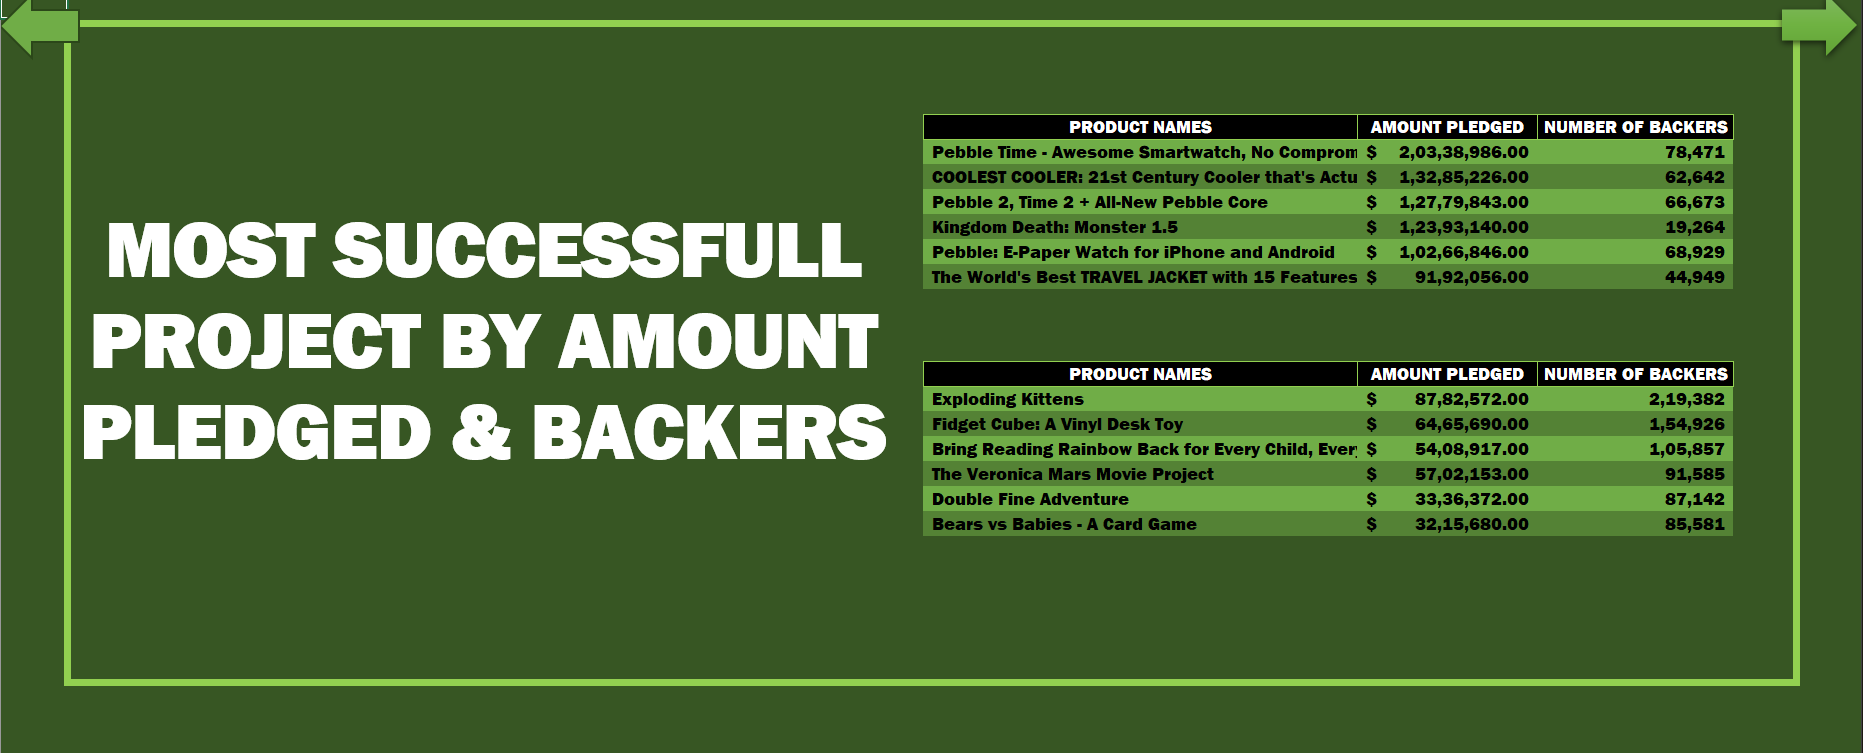 MOST SUCCESSFULL
PROJECT BY AMOUNT
PLEDGED & BACKERS
PRODUCT NAMES AMOUNT PLEDGED NUMBER OF BACKERS
Pebble Time - Awesome Smartwatch, No Comprom $ 2,03,38,986.00 78,471
COOLEST COOLER: 21st Century Cooler that's Actu $ 1,32,85,226.00 62,642
Pebble 2, Time 2 + All-New Pebble Core $ 1,27,79,843.00 66,673
Kingdom Death: Monster 1.5 $ 1,23,93,140.00 19,264
Pebble: E-Paper Watch for iPhone and Android $ 1,02,66,846.00 68,929
The World's Best TRAVEL JACKET with 15 Features $ 91,92,056.00 44,949
PRODUCT NAMES AMOUNT PLEDGED NUMBER OF BACKERS
Exploding Kittens $ 87,82,572.00 2,19,382
Fidget Cube: A Vinyl Desk Toy $ 64,65,690.00 1,54,926
Bring Reading Rainbow Back for Every Child, Every $ 54,08,917.00 1,05,857
The Veronica Mars Movie Project $ 57,02,153.00 91,585
Double Fine Adventure $ 33,36,372.00 87,142
Bears vs Babies - A Card Game $ 32,15,680.00 85,581